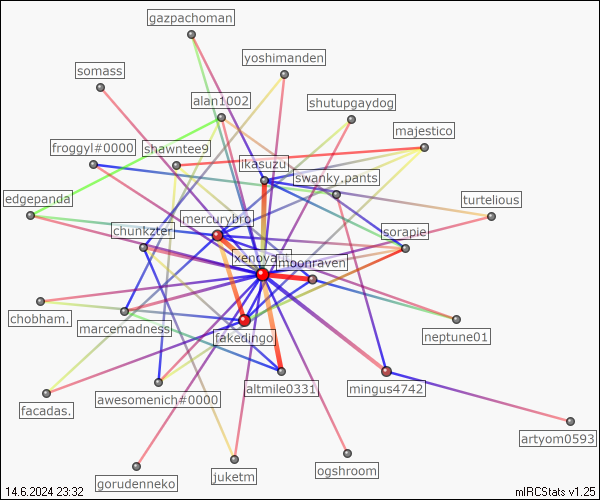 gazpachoman
yoshimanden
somass
alan1002
shutupgaydog
majestico
froggyl#0000
shawntee9
ikasuzu
swanky.pants
edgepanda
turtelious
mercurybro
chunkzter
sorapie
moonraven
chobham.
marcemadness
neptune01
fakedingo
facadas.
awesomenich#0000
altmile0331
mingus4742
artyom0593
gorudenneko
juketm
ogshroom
14.6.2024 23:32
mIRCStats v1.25